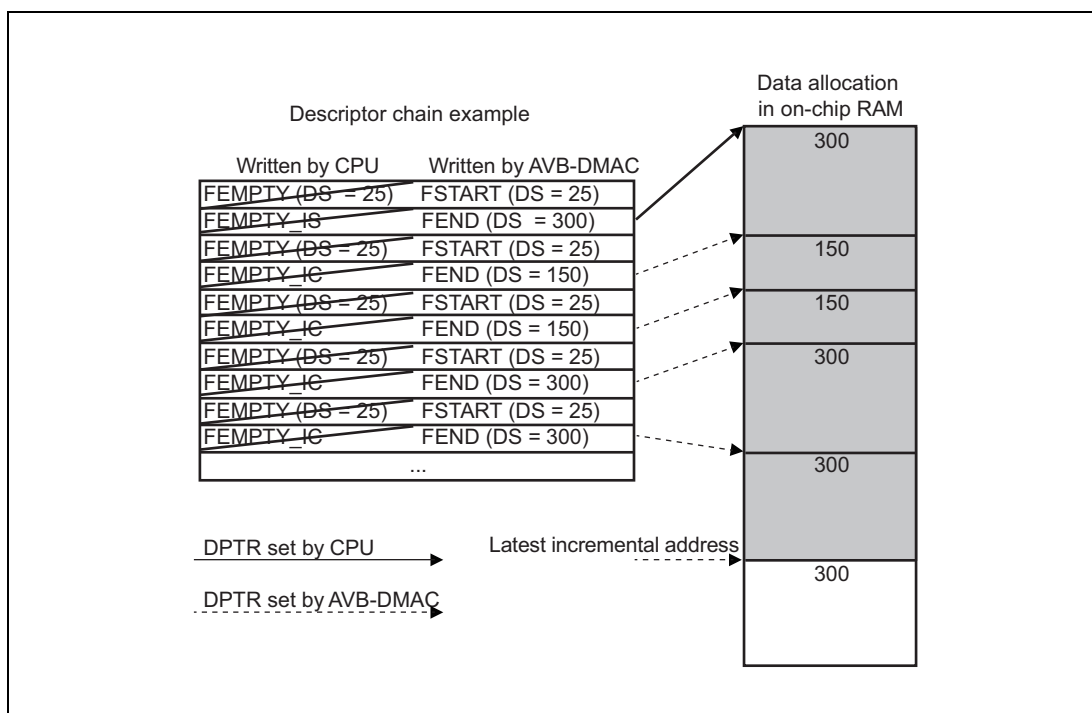 Data allocation
in on-chip RAM
Descriptor chain example
Written by CPU Written by AVB-DMAC
FEMPTY (DS = 25) FSTART (DS = 25)
FEMPTY_IS FEND (DS = 300)
FEMPTY (DS = 25) FSTART (DS = 25)
FEMPTY_IC FEND (DS = 150)
FEMPTY (DS = 25) FSTART (DS = 25)
FEMPTY_IC FEND (DS = 150)
FEMPTY (DS = 25) FSTART (DS = 25)
FEMPTY_IC FEND (DS = 300)
FEMPTY (DS = 25) FSTART (DS = 25)
FEMPTY_IC FEND (DS = 300)
...
300
150
150
300
300
300
DPTR set by CPU
Latest incremental address
DPTR set by AVB-DMAC